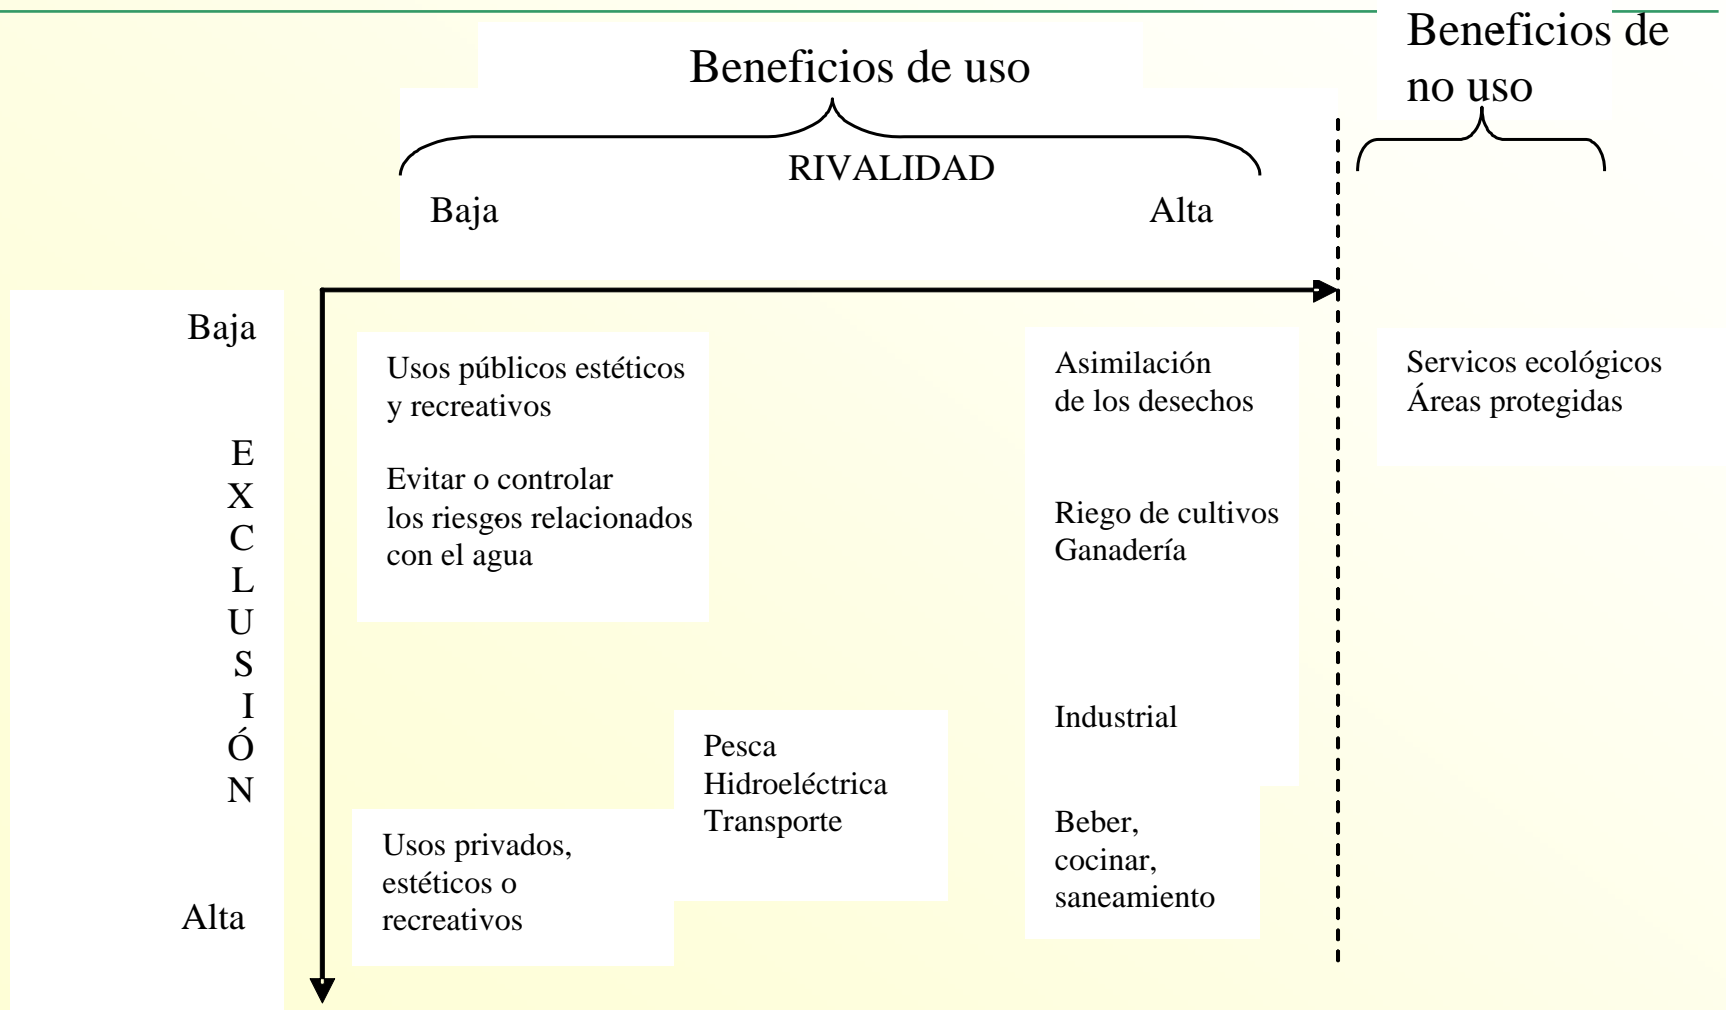 Beneficios de uso
Beneficios de
no uso
RIVALIDAD
Baja
Alta
Baja
E
X
C
L
U
S
I
Ó
N
Alta
Usos públicos estéticos
y recreativos
Evitar o controlar
los riesgos relacionados
con el agua
Usos privados,
estéticos o
recreativos
Pesca
Hidroeléctrica
Transporte
Asimilación
de los desechos
Riego de cultivos
Ganadería
Industrial
Beber,
cocinar,
saneamiento
Servicos ecológicos
Áreas protegidas